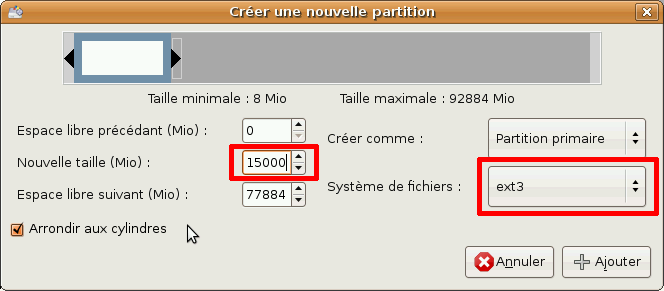 Créer une nouvelle partition
Taille minimale : 8 Mio Taille maximale : 92884 Mio
Espace libre précédant (Mio) : 0
Créer comme : Partition primaire
Nouvelle taille (Mio) : 15000
Système de fichiers : ext3
Espace libre suivant (Mio) : 77884
Arrondir aux cylindres
Annuler Ajouter